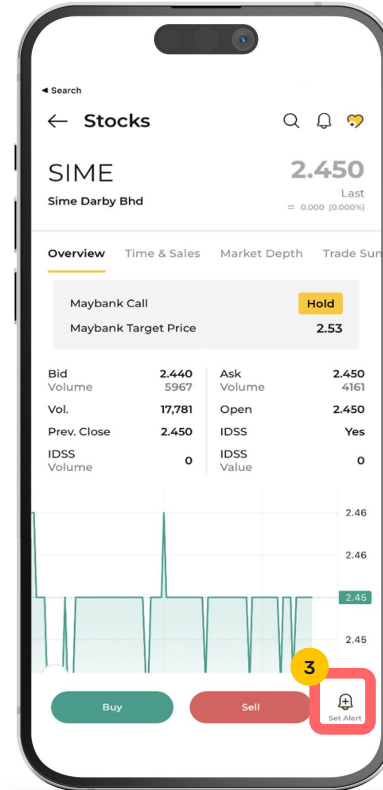 ◀ Search
← Stocks
SIME 2.450
Last
Sime Darby Bhd
= 0.000 (0.000%)
Overview Time & Sales Market Depth Trade Sun
Maybank Call Hold
Maybank Target Price 2.53
Bid 2.440 Ask 2.450
Volume 5967 Volume 4161
Vol. 17,781 Open 2.450
Prev. Close 2.450 IDSS Yes
IDSS Volume 0 IDSS Value 0
2.46
2.46
2.45
2.45
3
Buy Sell Set Alert